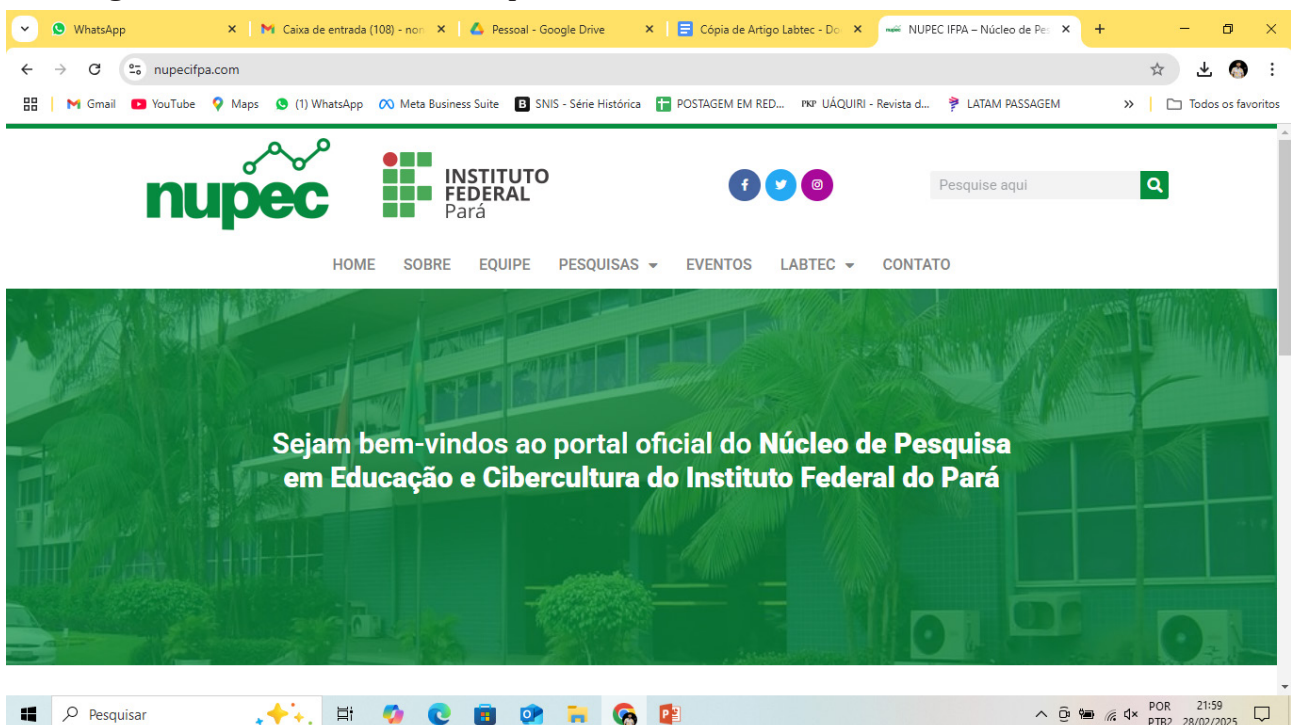 WhatsApp
Caixa de entrada (108) - non
Pessoal - Google Drive
Cópia de Artigo Labtec - Do
NUPEC IFPA – Núcleo de Pes
nupecifpa.com
Gmail
YouTube
Maps
(1) WhatsApp
Meta Business Suite
SNIS - Série Histórica
POSTAGEM EM RED...
PKP UÁQUIRI - Revista d...
LATAM PASSAGEM
Todos os favoritos
nupec
INSTITUTO
FEDERAL
Pará
Pesquise aqui
HOME SOBRE EQUIPE PESQUISAS EVENTOS LABTEC CONTATO
Sejam bem-vindos ao portal oficial do Núcleo de Pesquisa
em Educação e Cibercultura do Instituto Federal do Pará
Pesquisar
POR
PTB2
21:59
28/02/2025